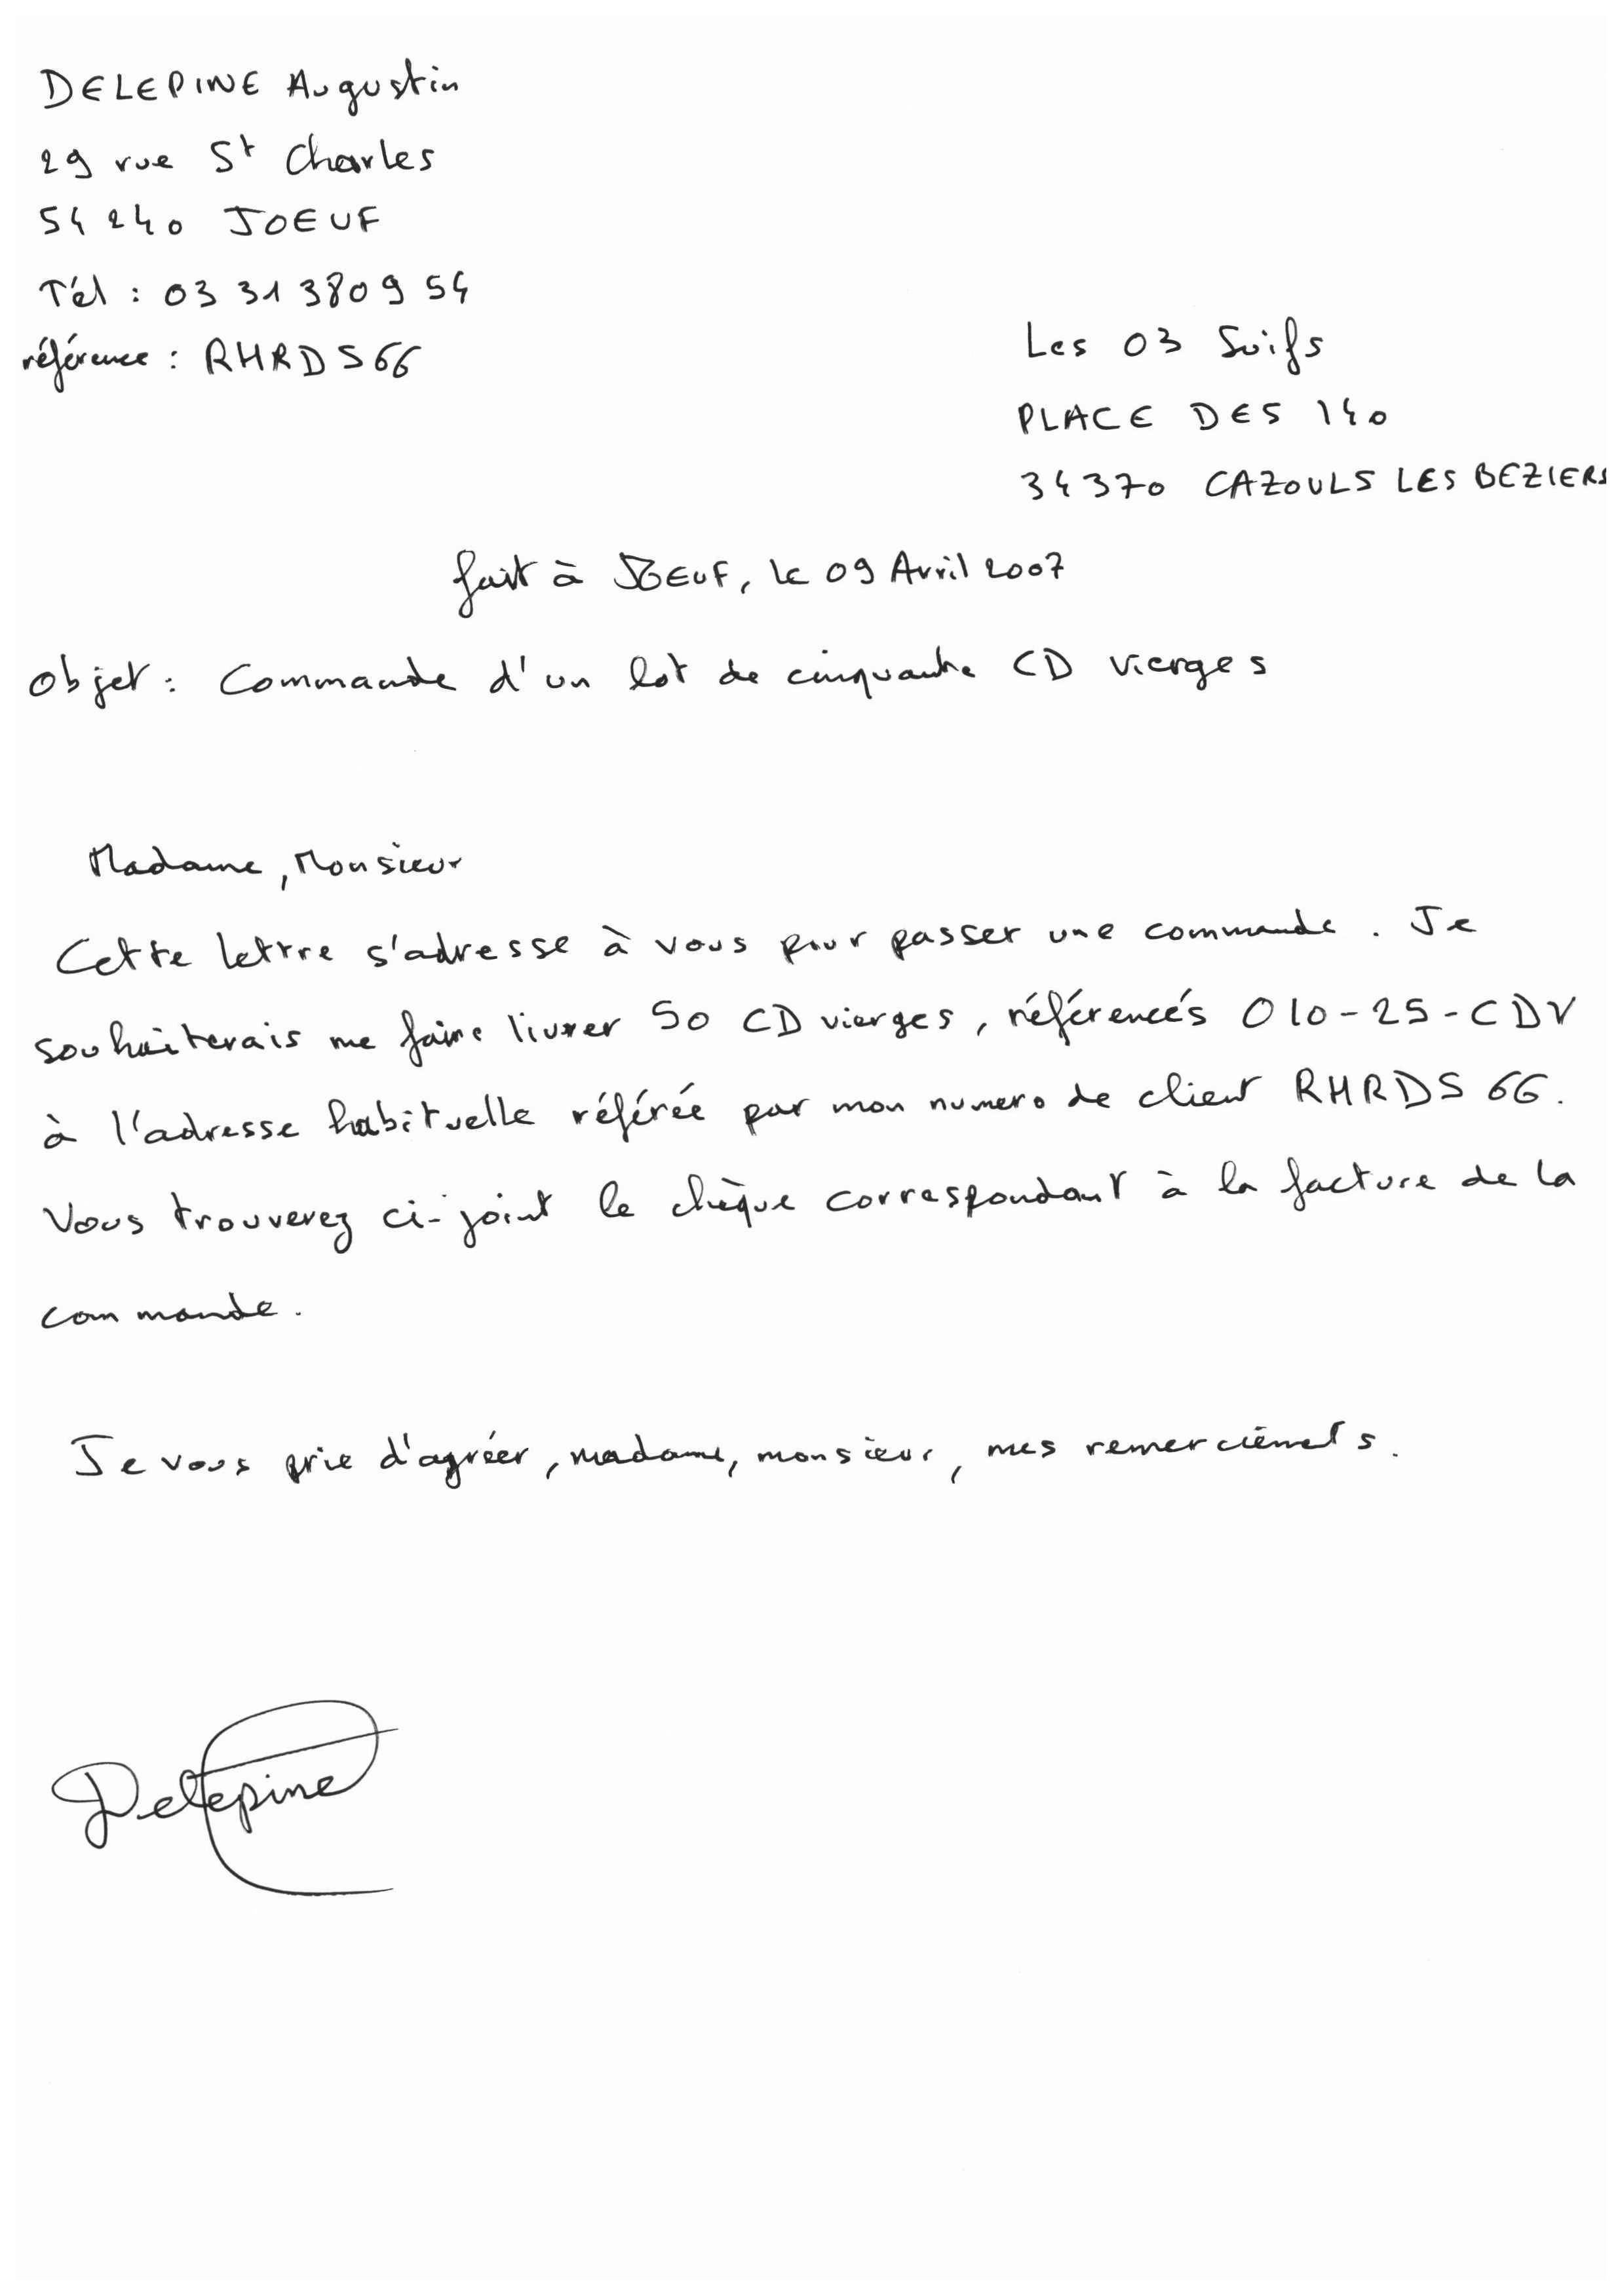 DELEPINE Augustin
29 rue St Charles
54240 JOEUF
Tél : 03 31 38 09 54
référence : RHRDS66
Les 03 Suifs
PLACE DES 140
34370 CAZOULS LES BEZIERS
fait à JOEUF, le 09 Avril 2007
Objet : Commande d'un lot de cinquante CD vierges
Madame, Monsieur
Cette lettre s'adresse à vous pour passer une commande. Je
souhaiterais me faire livrer 50 CD vierges, référencés 010-25-CDV
à l'adresse habituelle référée par mon numero de client RHRDS66.
Vous trouverez ci-joint le chèque correspondant à la facture de la
commande.
Je vous prie d'agréer, madame, monsieur, mes remerciemets.
Delepine